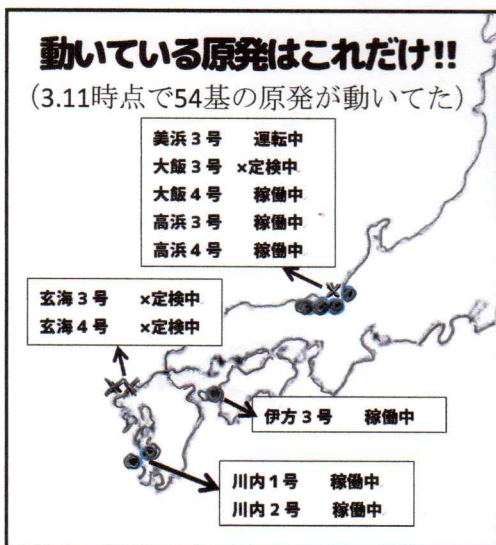 動いている原発はこれだけ!!
(3.11時点で54基の原発が動いてた)
美浜3号 運転中
大飯3号 ×定検中
大飯4号 稼働中
高浜3号 稼働中
高浜4号 稼働中
玄海3号 ×定検中
玄海4号 ×定検中
伊方3号 稼働中
川内1号 稼働中
川内2号 稼働中